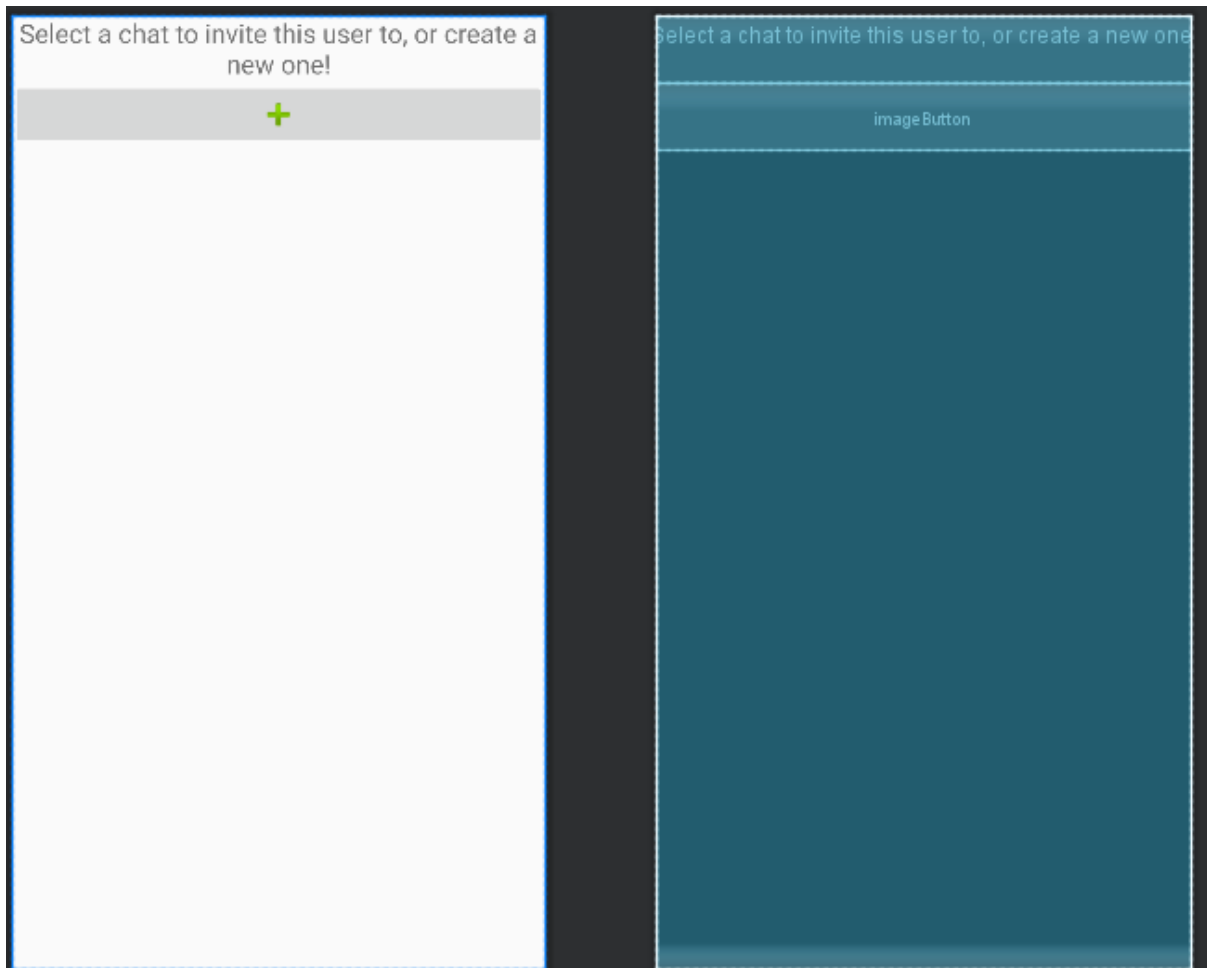 Select a chat to invite this user to, or create a
new one!
Select a chat to invite this user to, or create a new one
imageButton